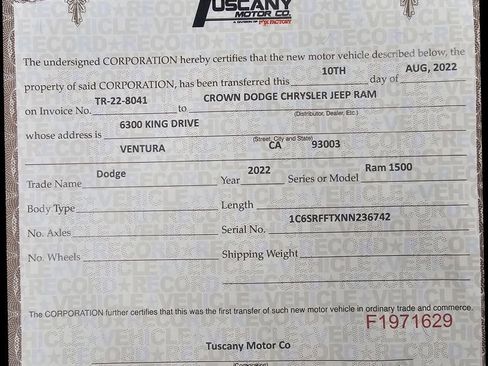 TUSCANY
MOTOR CO.
A DIVISION OF FOX FACTORY
The undersigned CORPORATION hereby certifies that the new motor vehicle described below, the
property of said CORPORATION, has been transferred this 10TH day of AUG, 2022
on Invoice No. TR-22-8041 to CROWN DODGE CHRYSLER JEEP RAM
(Distributor, Dealer, Etc.)
whose address is 6300 KING DRIVE
(Street, City and State)
VENTURA CA 93003
Trade Name Dodge Year 2022 Series or Model Ram 1500
Body Type Length
No. Axles Serial No. 1C6SRFFTXNN236742
No. Wheels Shipping Weight
The CORPORATION further certifies that this was the first transfer of such new motor vehicle in ordinary trade and commerce.
F1971629
Tuscany Motor Co
(Corporation)